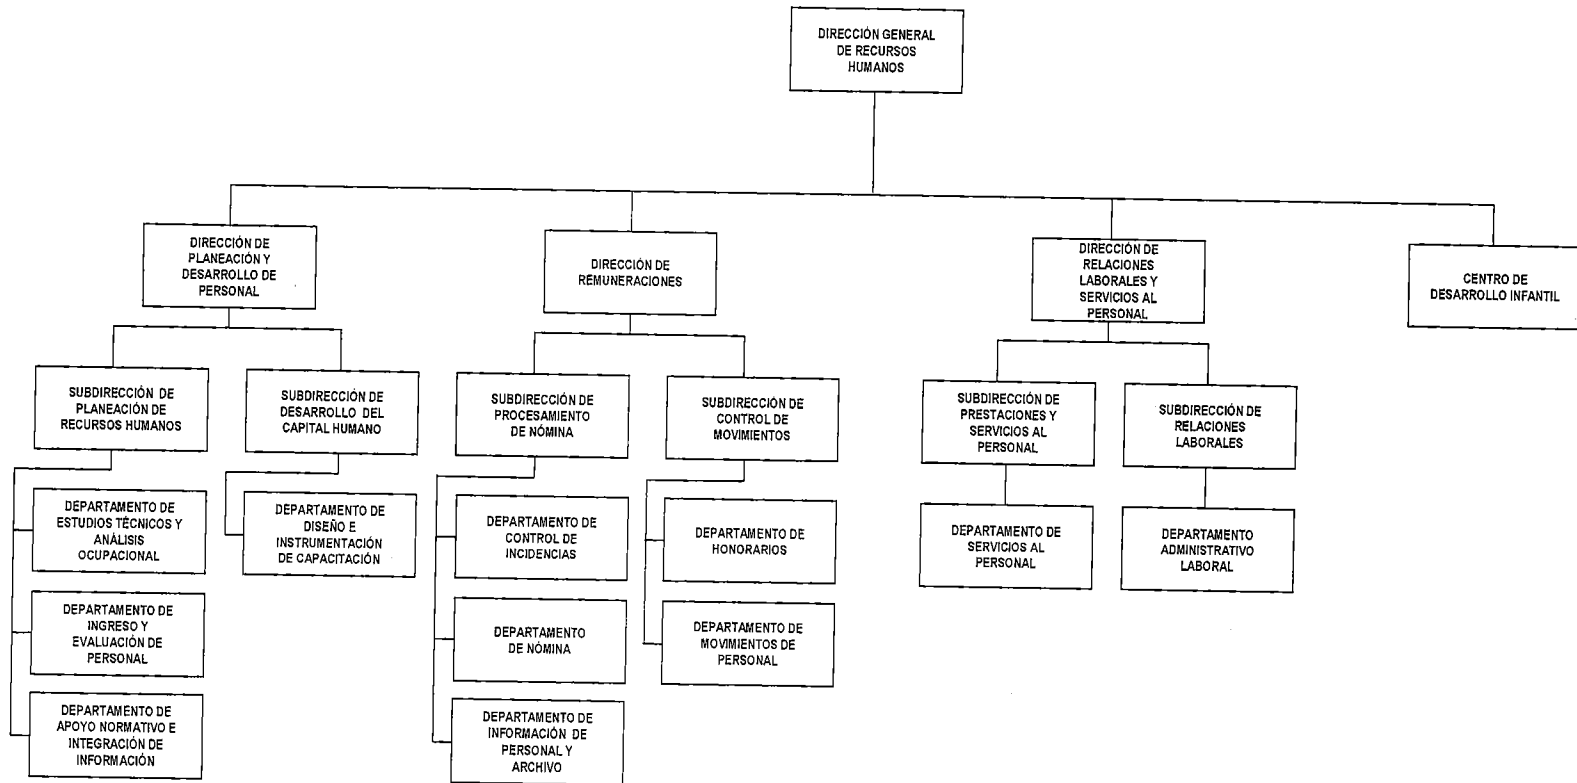 DIRECCIÓN GENERAL
DE RECURSOS
HUMANOS
DIRECCIÓN DE
PLANEACIÓN Y
DESARROLLO DE
PERSONAL
DIRECCIÓN DE
REMUNERACIONES
DIRECCIÓN DE
RELACIONES
LABORALES Y
SERVICIOS AL
PERSONAL
CENTRO DE
DESARROLLO INFANTIL
SUBDIRECCIÓN DE
PLANEACIÓN DE
RECURSOS HUMANOS
SUBDIRECCIÓN DE
DESARROLLO DEL
CAPITAL HUMANO
SUBDIRECCIÓN DE
PROCESAMIENTO
DE NÓMINA
SUBDIRECCIÓN DE
CONTROL DE
MOVIMIENTOS
SUBDIRECCIÓN DE
PRESTACIONES Y
SERVICIOS AL
PERSONAL
SUBDIRECCIÓN DE
RELACIONES
LABORALES
DEPARTAMENTO DE
ESTUDIOS TÉCNICOS Y
ANÁLISIS
OCUPACIONAL
DEPARTAMENTO DE
DISEÑO E
INSTRUMENTACIÓN
DE CAPACITACIÓN
DEPARTAMENTO DE
CONTROL DE
INCIDENCIAS
DEPARTAMENTO DE
HONORARIOS
DEPARTAMENTO
DE SERVICIOS AL
PERSONAL
DEPARTAMENTO
ADMINISTRATIVO
LABORAL
DEPARTAMENTO DE
INGRESO Y
EVALUACIÓN DE
PERSONAL
DEPARTAMENTO
DE NÓMINA
DEPARTAMENTO DE
MOVIMIENTOS DE
PERSONAL
DEPARTAMENTO DE
APOYO NORMATIVO E
INTEGRACIÓN DE
INFORMACIÓN
DEPARTAMENTO DE
INFORMACIÓN DE
PERSONAL Y
ARCHIVO